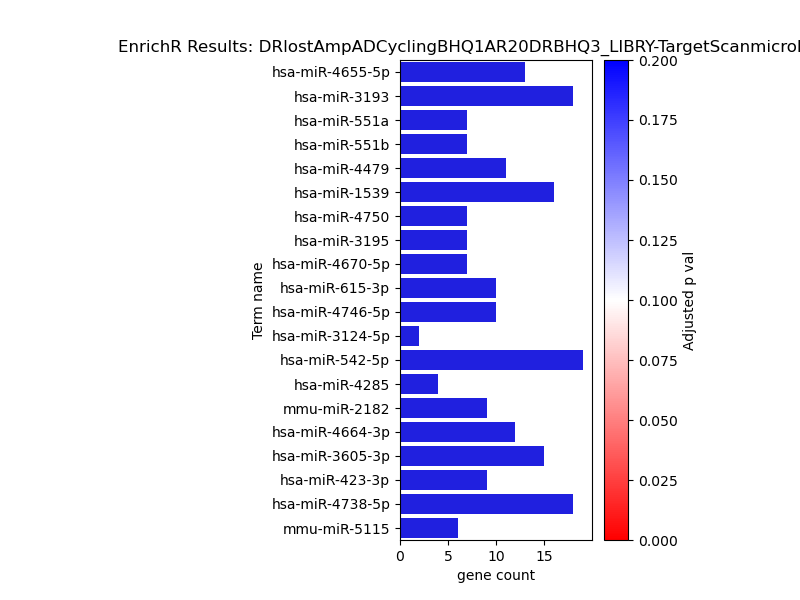 EnrichR Results: DRlostAmpADCyclingBHQ1AR20DRBHQ3_LIBRY-TargetScanmicroR
hsa-miR-4655-5p
hsa-miR-3193
hsa-miR-551a
hsa-miR-551b
hsa-miR-4479
hsa-miR-1539
hsa-miR-4750
hsa-miR-3195
hsa-miR-4670-5p
hsa-miR-615-3p
hsa-miR-4746-5p
hsa-miR-3124-5p
hsa-miR-542-5p
hsa-miR-4285
mmu-miR-2182
hsa-miR-4664-3p
hsa-miR-3605-3p
hsa-miR-423-3p
hsa-miR-4738-5p
mmu-miR-5115
Term name
0 5 10 15
gene count
0.200
0.175
0.150
0.125
0.100
0.075
0.050
0.025
0.000
Adjusted p val